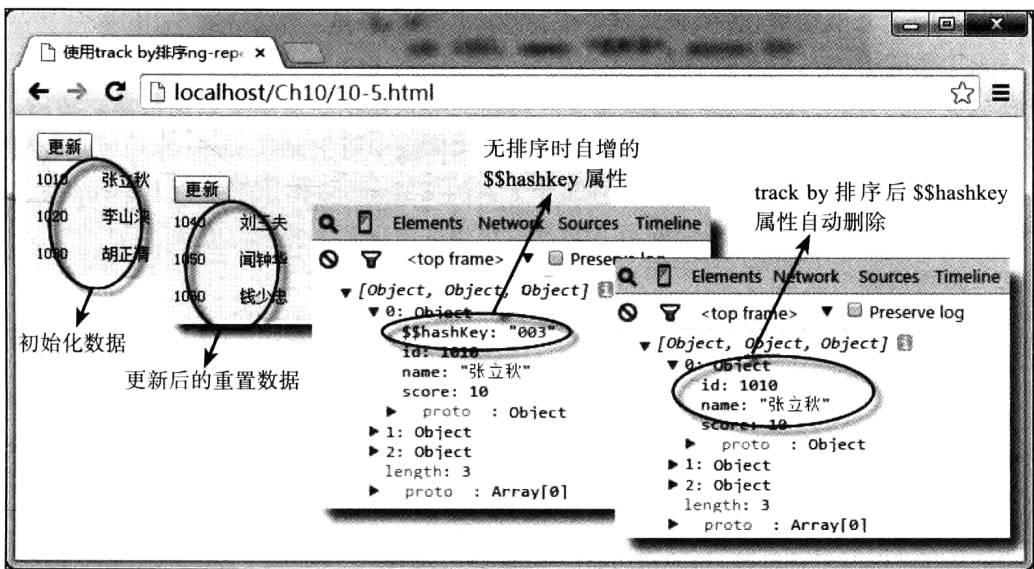 使用track by排序ng-repe
localhost/Ch10/10-5.html
更新
1010 张立秋
1020 李山
1030 胡正清
初始化数据
更新
1040 刘三夫
1050 闻钟华
1060 钱少忠
更新后的重置数据
无排序时自增的
$$hashkey 属性
Elements Network Sources Timeline
<top frame> Preserve log
[Object, Object, Object]
0: Object
$$hashKey: "003"
id: 1010
name: "张立秋"
score: 10
proto : Object
1: Object
2: Object
length: 3
proto : Array[0]
track by 排序后 $$hashkey
属性自动删除
Elements Network Sources Timeline
<top frame> Preserve log
[Object, Object, Object]
0: Object
id: 1010
name: "张立秋"
score: 10
proto : Object
1: Object
2: Object
length: 3
proto : Array[0]